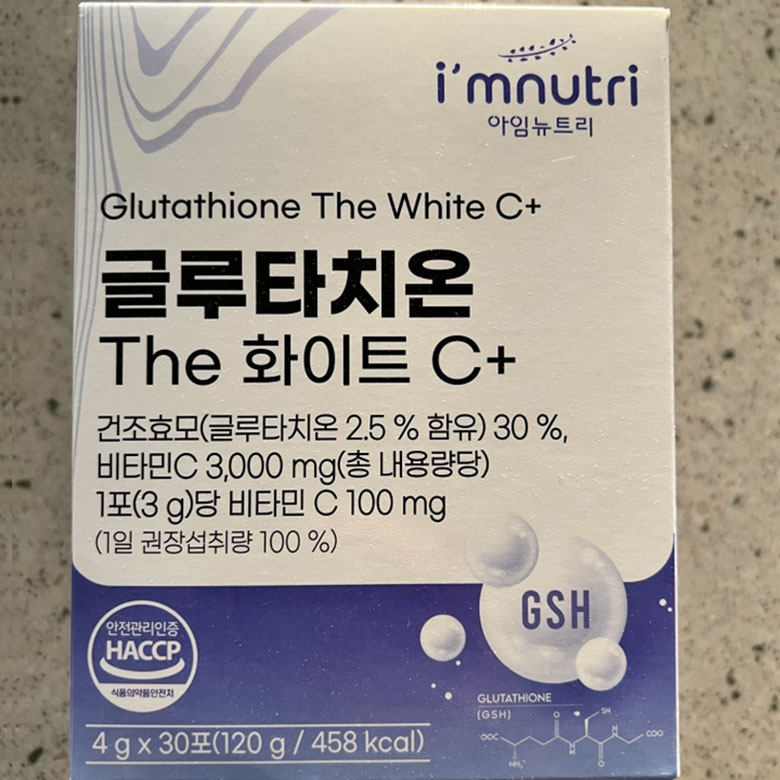 i'mnutri
아임뉴트리
Glutathione The White C+
글루타치온
The 화이트 C+
건조효모(글루타치온 2.5 % 함유) 30 %,
비타민C 3,000 mg(총 내용량당)
1포(3 g)당 비타민 C 100 mg
(1일 권장섭취량 100 %)
GSH
안전관리인증
HACCP
식품의약품안전처
GLUTATHIONE
(GSH)
SH
-OOC
NH₃⁺
O
N
H
O
H
N
COO
4 g x 30포(120 g / 458 kcal)